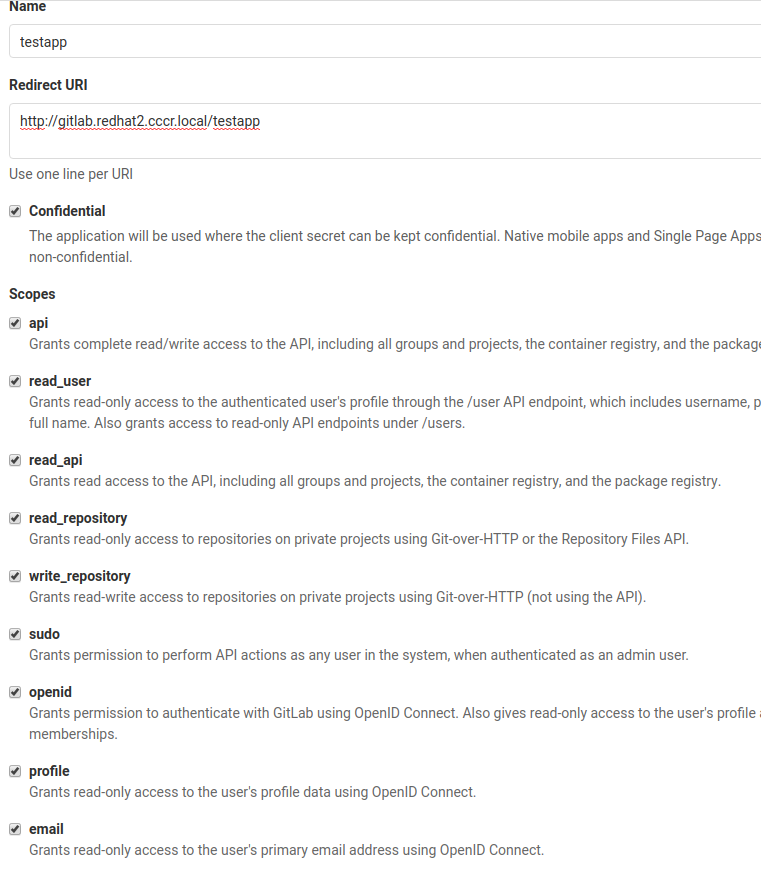 Name
testapp
Redirect URI
http://gitlab.redhat2.cccr.local/testapp
Use one line per URI
Confidential
The application will be used where the client secret can be kept confidential. Native mobile apps and Single Page Apps
non-confidential.
Scopes
api
Grants complete read/write access to the API, including all groups and projects, the container registry, and the package
read_user
Grants read-only access to the authenticated user's profile through the /user API endpoint, which includes username, p
full name. Also grants access to read-only API endpoints under /users.
read_api
Grants read access to the API, including all groups and projects, the container registry, and the package registry.
read_repository
Grants read-only access to repositories on private projects using Git-over-HTTP or the Repository Files API.
write_repository
Grants read-write access to repositories on private projects using Git-over-HTTP (not using the API).
sudo
Grants permission to perform API actions as any user in the system, when authenticated as an admin user.
openid
Grants permission to authenticate with GitLab using OpenID Connect. Also gives read-only access to the user's profile
memberships.
profile
Grants read-only access to the user's profile data using OpenID Connect.
email
Grants read-only access to the user's primary email address using OpenID Connect.